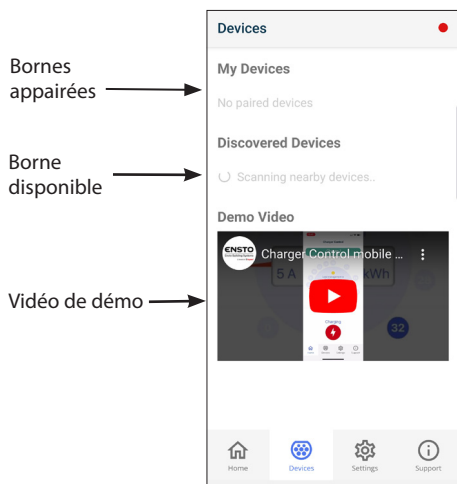 Devices
Bornes
appairées
My Devices
No paired devices
Borne
disponible
Discovered Devices
Scanning nearby devices..
Demo Video
Vidéo de démo
ENSTO
Charger Control mobile ...
5 A
kWh
Charging
32
Home
Devices
Settings
Support